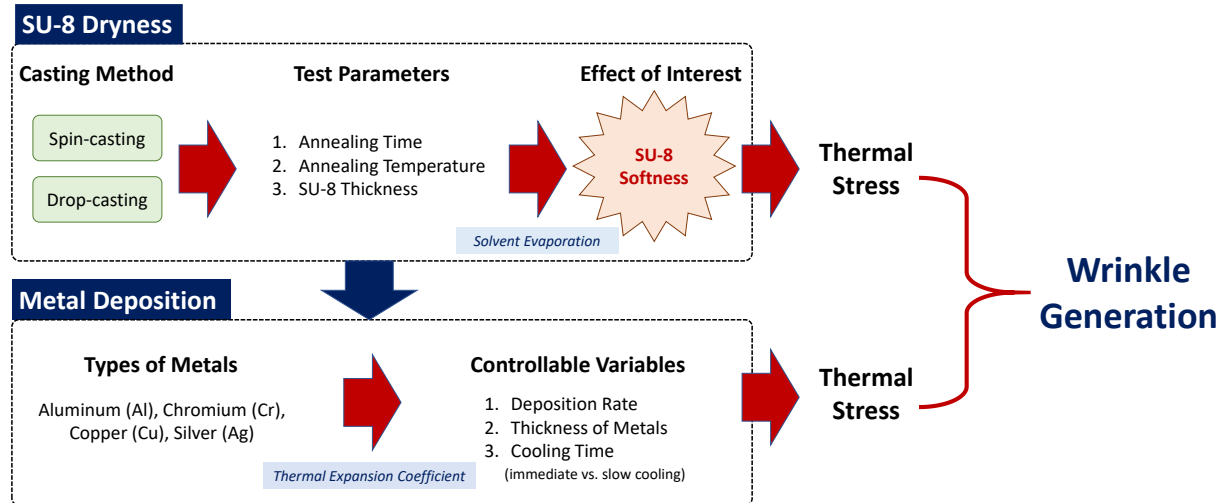 SU-8 Dryness
Casting Method
Spin-casting
Drop-casting
Test Parameters
1. Annealing Time
2. Annealing Temperature
3. SU-8 Thickness
Solvent Evaporation
Effect of Interest
SU-8
Softness
Thermal
Stress
Metal Deposition
Types of Metals
Aluminum (Al), Chromium (Cr),
Copper (Cu), Silver (Ag)
Thermal Expansion Coefficient
Controllable Variables
1. Deposition Rate
2. Thickness of Metals
3. Cooling Time
(immediate vs. slow cooling)
Thermal
Stress
Wrinkle
Generation